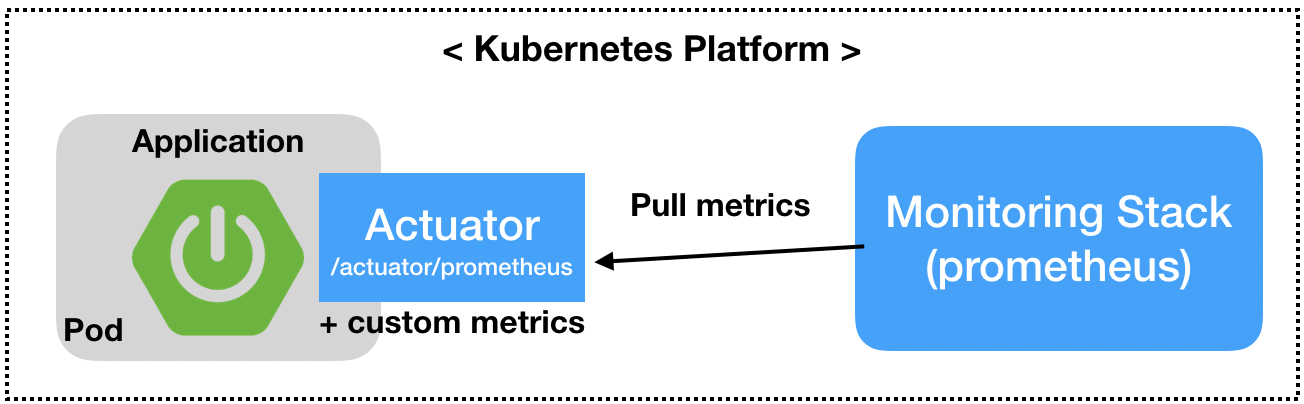 < Kubernetes Platform >
Application
Actuator
/actuator/prometheus
+ custom metrics
Pod
Pull metrics
Monitoring Stack
(prometheus)